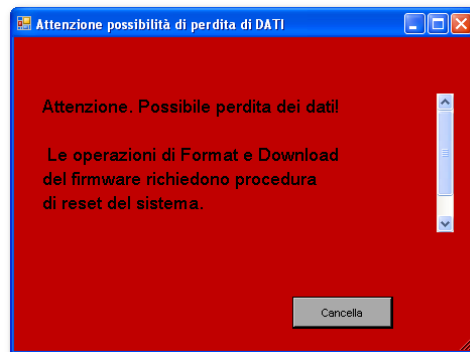 Attenzione possibilità di perdita di DATI
Attenzione. Possibile perdita dei dati!
Le operazioni di Format e Download
del firmware richiedono procedura
di reset del sistema.
Cancella